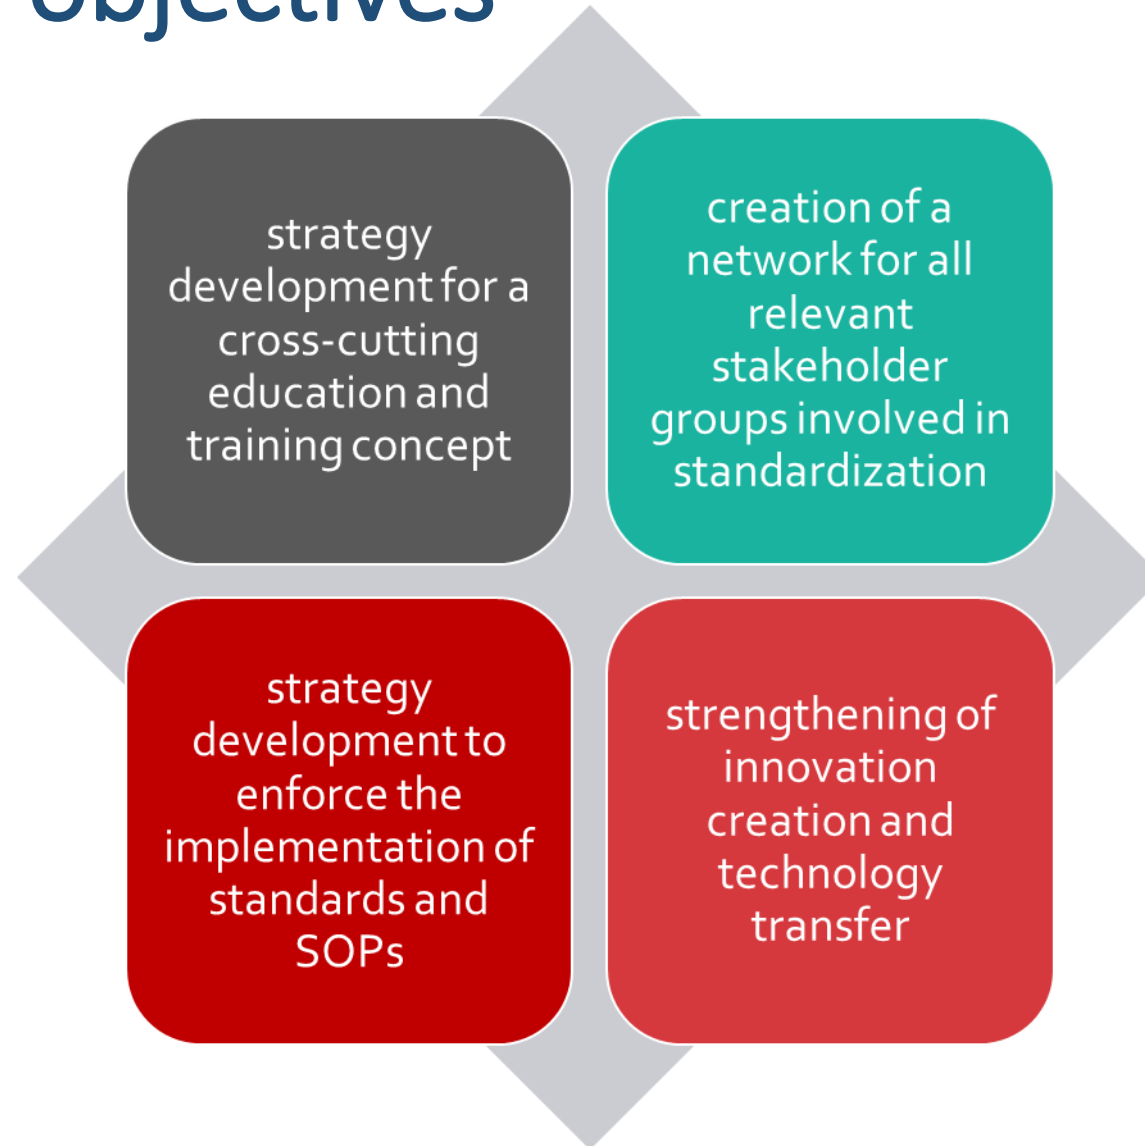 objectives
strategy
development for a
cross-cutting
education and
training concept
creation of a
network for all
relevant
stakeholder
groups involved in
standardization
strategy
development to
enforce the
implementation of
standards and
SOPs
strengthening of
innovation
creation and
technology
transfer